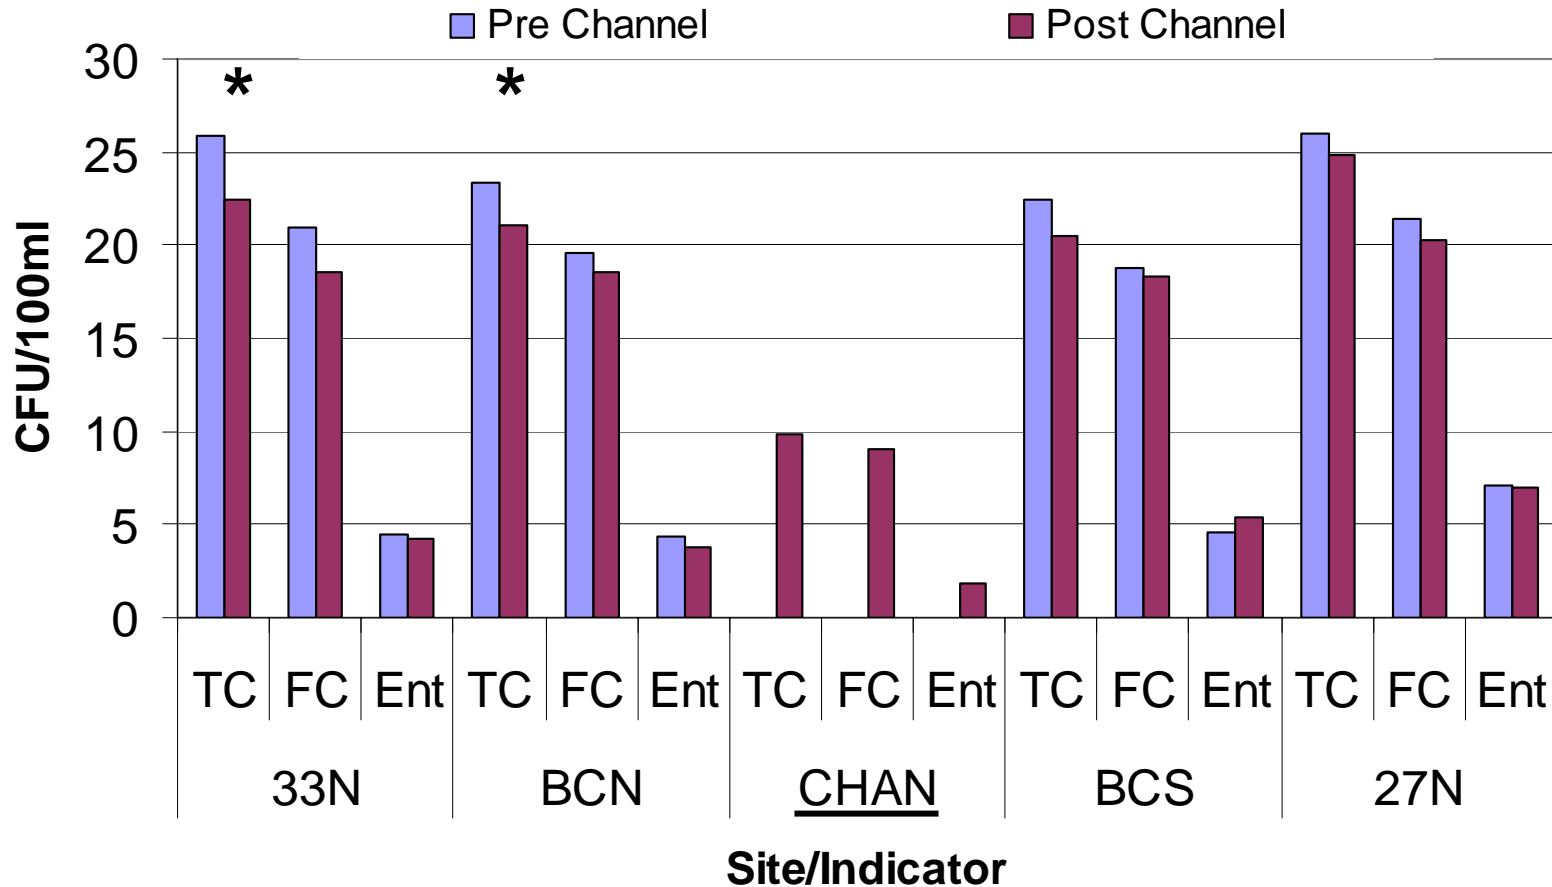 Pre Channel Post Channel
30
* *
25
20
15
10
5
0
CFU/100ml
TC FC Ent TC FC Ent TC FC Ent TC FC Ent TC FC Ent
33N BCN CHAN BCS 27N
Site/Indicator